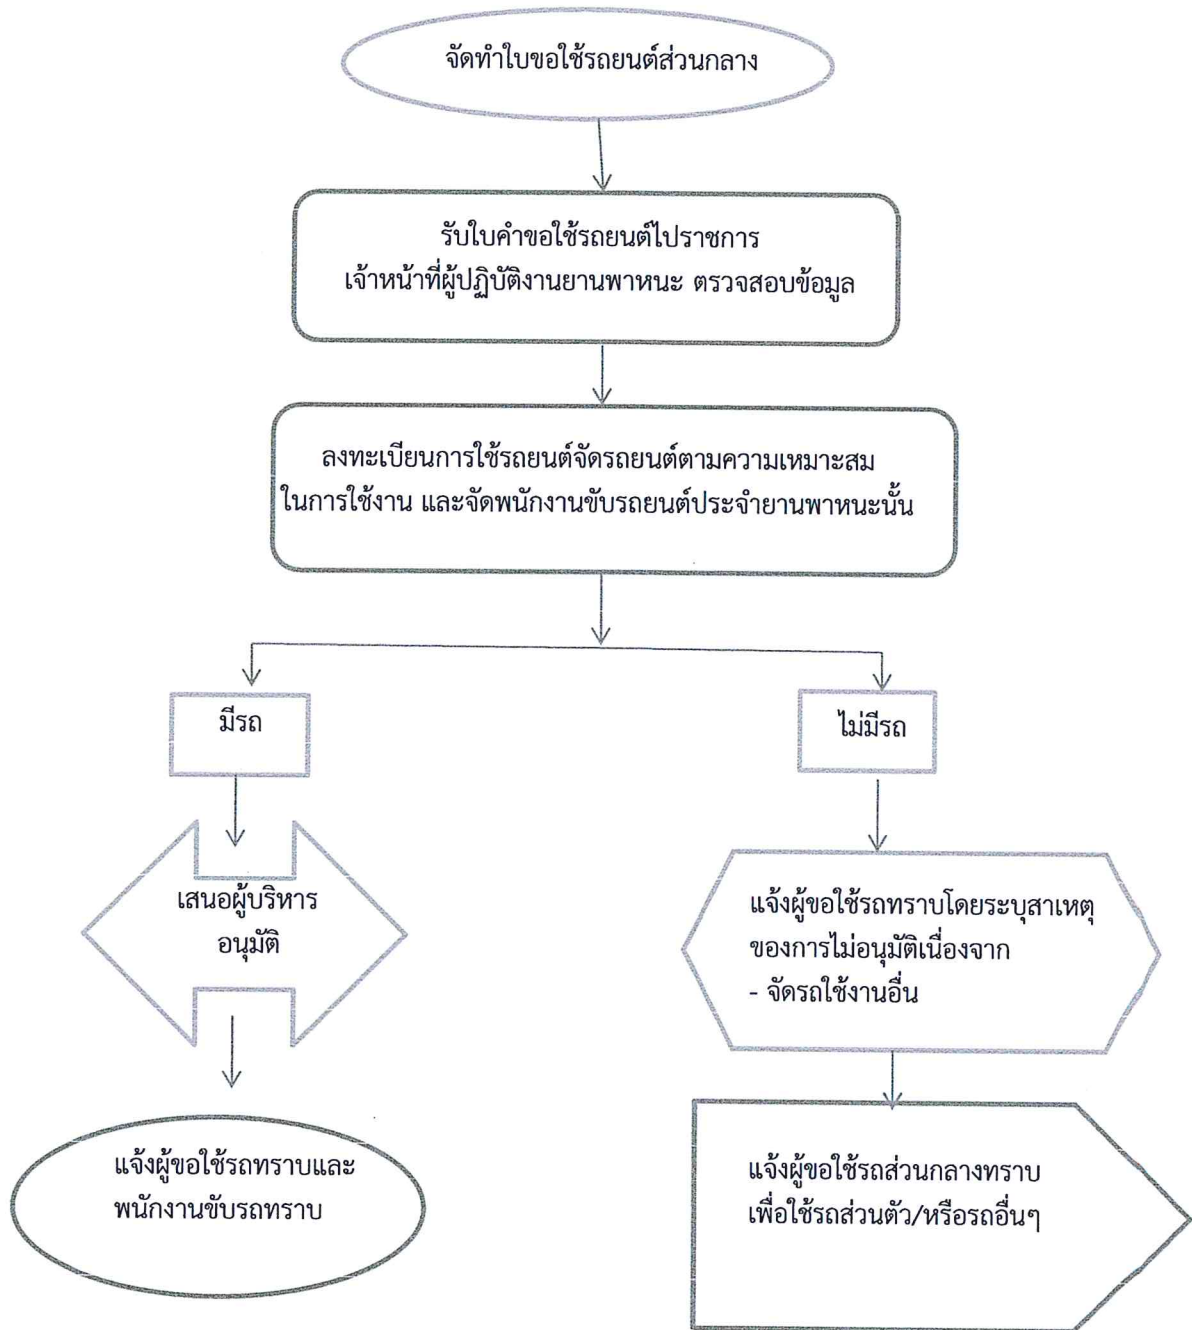 จัดทำใบขอใช้รถยนต์ส่วนกลาง
รับใบคำขอใช้รถยนต์ไปราชการ
เจ้าหน้าที่ผู้ปฏิบัติงานยานพาหนะ ตรวจสอบข้อมูล
ลงทะเบียนการใช้รถยนต์จัดรถยนต์ตามความเหมาะสม
ในการใช้งาน และจัดพนักงานขับรถยนต์ประจำยานพาหนะนั้น
มีรถ
ไม่มีรถ
เสนอผู้บริหาร
อนุมัติ
แจ้งผู้ขอใช้รถทราบโดยระบุสาเหตุ
ของการไม่อนุมัติเนื่องจาก
- จัดรถใช้งานอื่น
แจ้งผู้ขอใช้รถทราบและ
พนักงานขับรถทราบ
แจ้งผู้ขอใช้รถส่วนกลางทราบ
เพื่อใช้รถส่วนตัว/หรือรถอื่นๆ